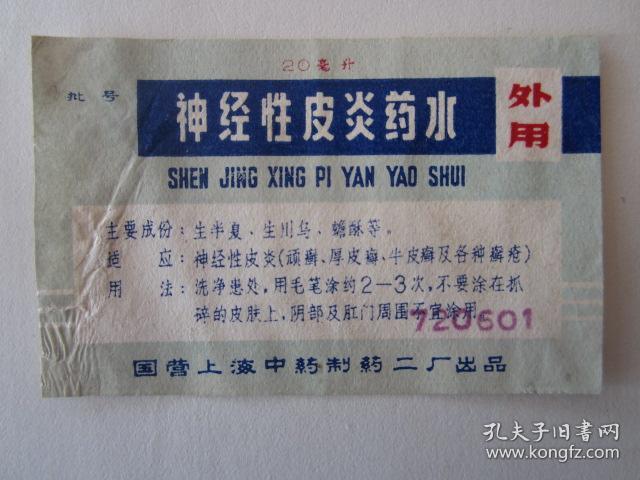 20毫升
批号
神经性皮炎药水
外用
SHEN JING XING PI YAN YAO SHUI
主要成份：生半夏、生川乌、蟾酥等。
适应：神经性皮炎(顽癣、厚皮癣、牛皮癣及各种癣疮)
用法：洗净患处，用毛笔涂约2—3次，不要涂在抓
碎的皮肤上，阴部及肛门周围不宜涂用。
720601
国营上海中药制药二厂出品
孔夫子旧书网
www.kongfz.com